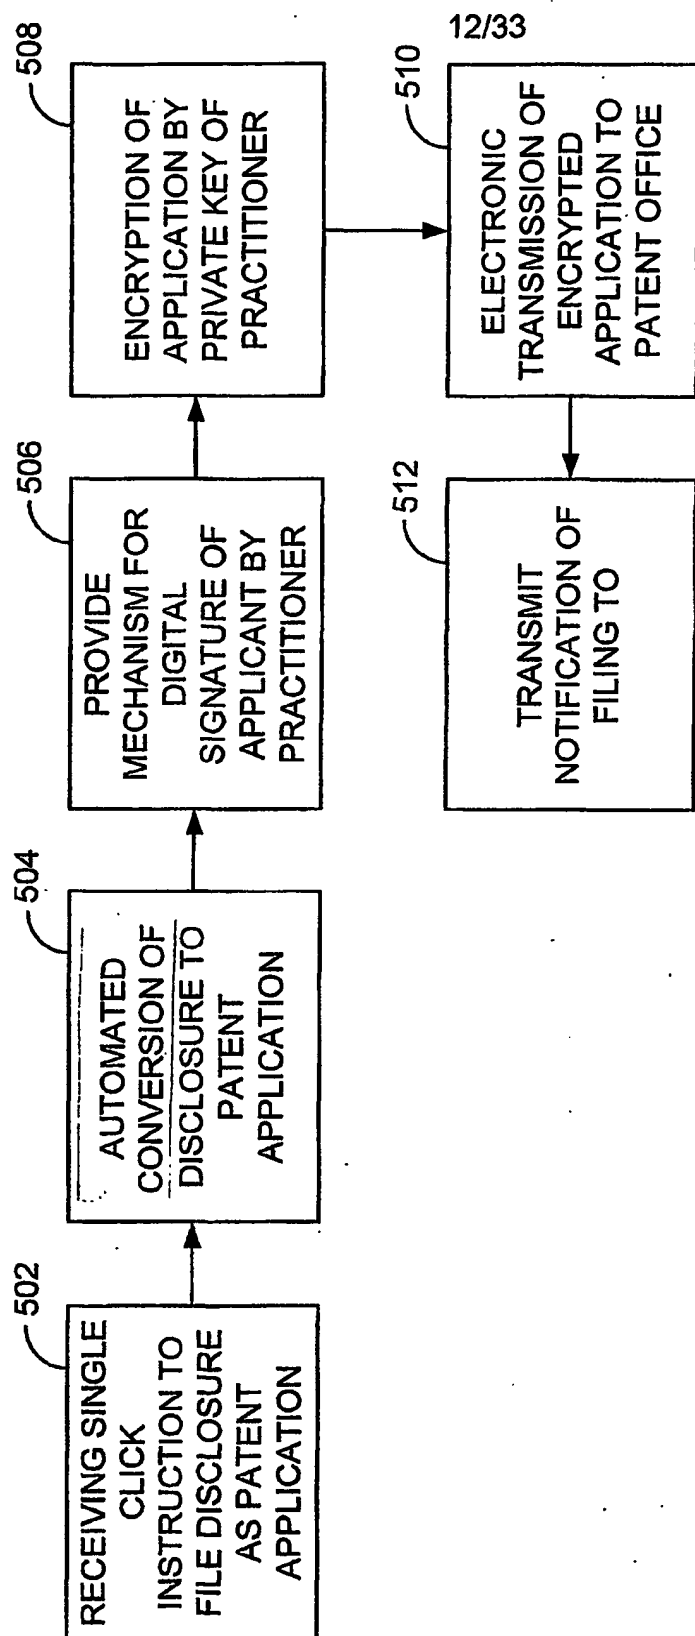 12/33
502
RECEIVING SINGLE
CLICK
INSTRUCTION TO
FILE DISCLOSURE
AS PATENT
APPLICATION
504
AUTOMATED
CONVERSION OF
DISCLOSURE TO
PATENT
APPLICATION
506
PROVIDE
MECHANISM FOR
DIGITAL
SIGNATURE OF
APPLICANT BY
PRACTITIONER
508
ENCRYPTION OF
APPLICATION BY
PRIVATE KEY OF
PRACTITIONER
510
ELECTRONIC
TRANSMISSION OF
ENCRYPTED
APPLICATION TO
PATENT OFFICE
512
TRANSMIT
NOTIFICATION OF
FILING TO